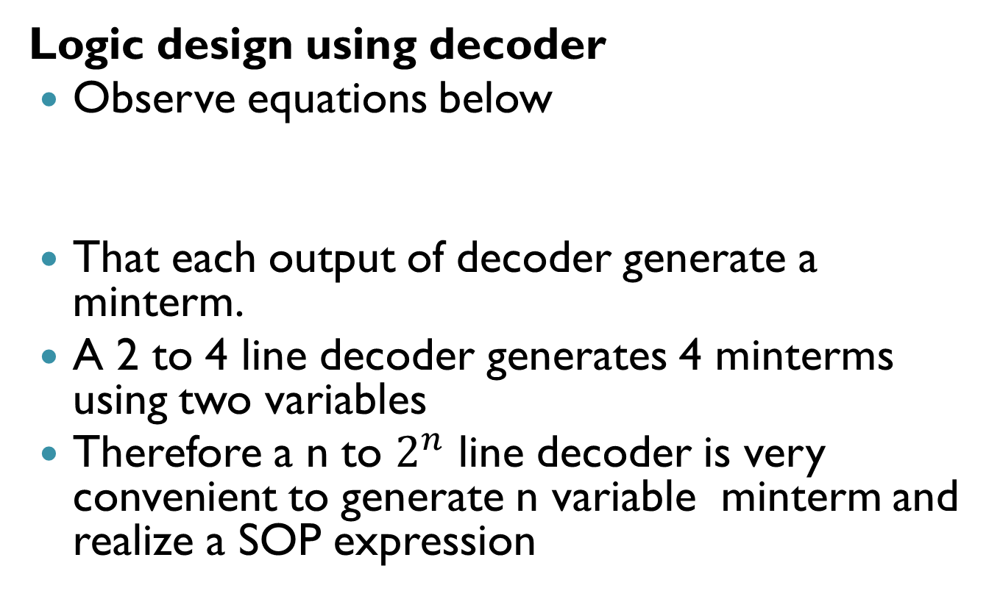 Logic design using decoder
• Observe equations below
• That each output of decoder generate a
minterm.
• A 2 to 4 line decoder generates 4 minterms
using two variables
• Therefore a n to 2ⁿ line decoder is very
convenient to generate n variable  minterm and
realize a SOP expression